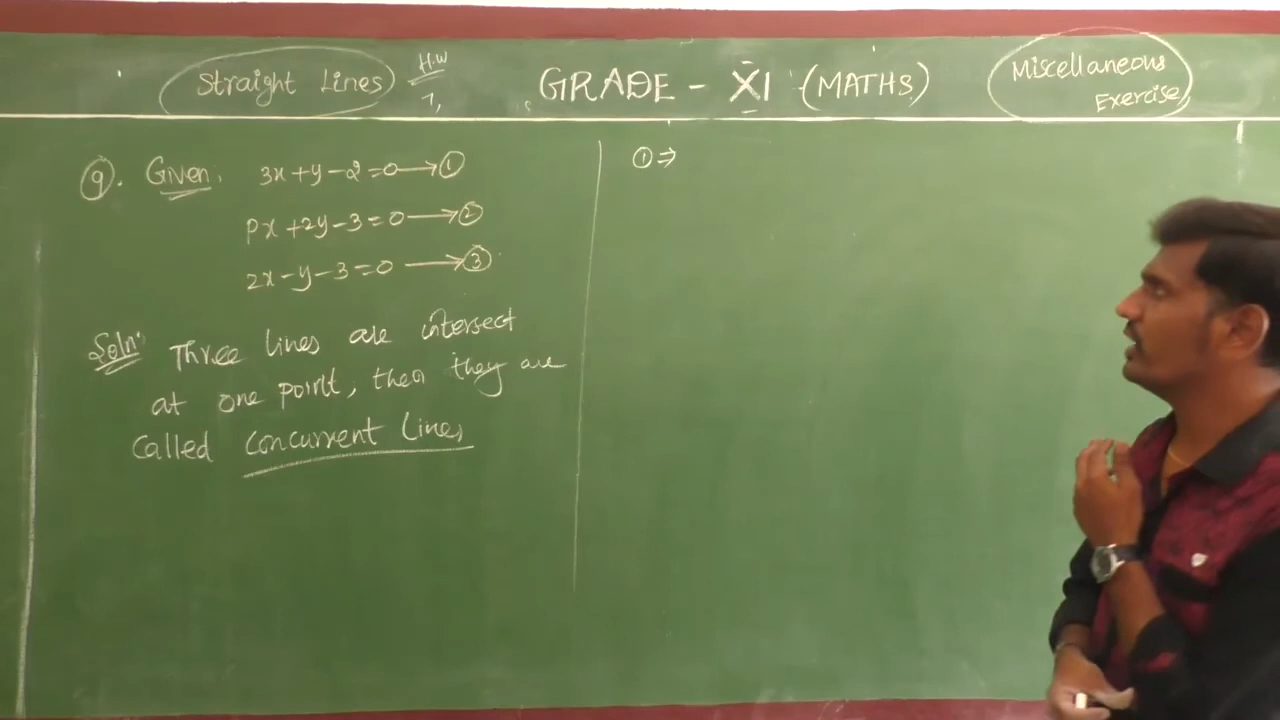 Straight Lines
H.W
7,
GRADE - XI (MATHS)
Miscellaneous
Exercise
9. Given. 3x+y-2=0→①
px+2y-3=0→②
2x-y-3=0→③
Soln: Three lines are intersect
at one point, then they are
called concurrent lines
①⇒